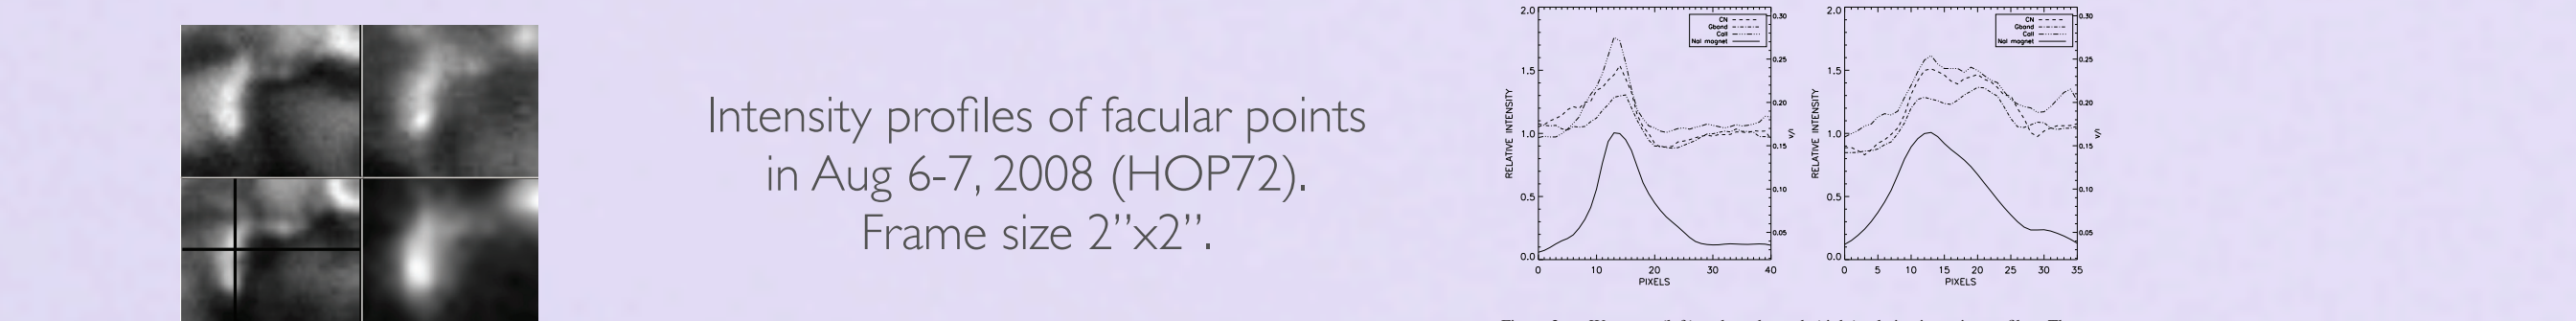 Intensity profiles of facular points
in Aug 6-7, 2008 (HOP72).
Frame size 2”x2”.
2.0
1.5
1.0
0.5
0.0
RELATIVE INTENSITY
CN
Gband
CaII
NaI magnet
0.30
0.25
0.20
0.15
0.10
0.05
V/I
0 10 20 30 40
PIXELS
2.0
1.5
1.0
0.5
0.0
RELATIVE INTENSITY
CN
Gband
CaII
NaI magnet
0.30
0.25
0.20
0.15
0.10
0.05
V/I
0 5 10 15 20 25 30 35
PIXELS